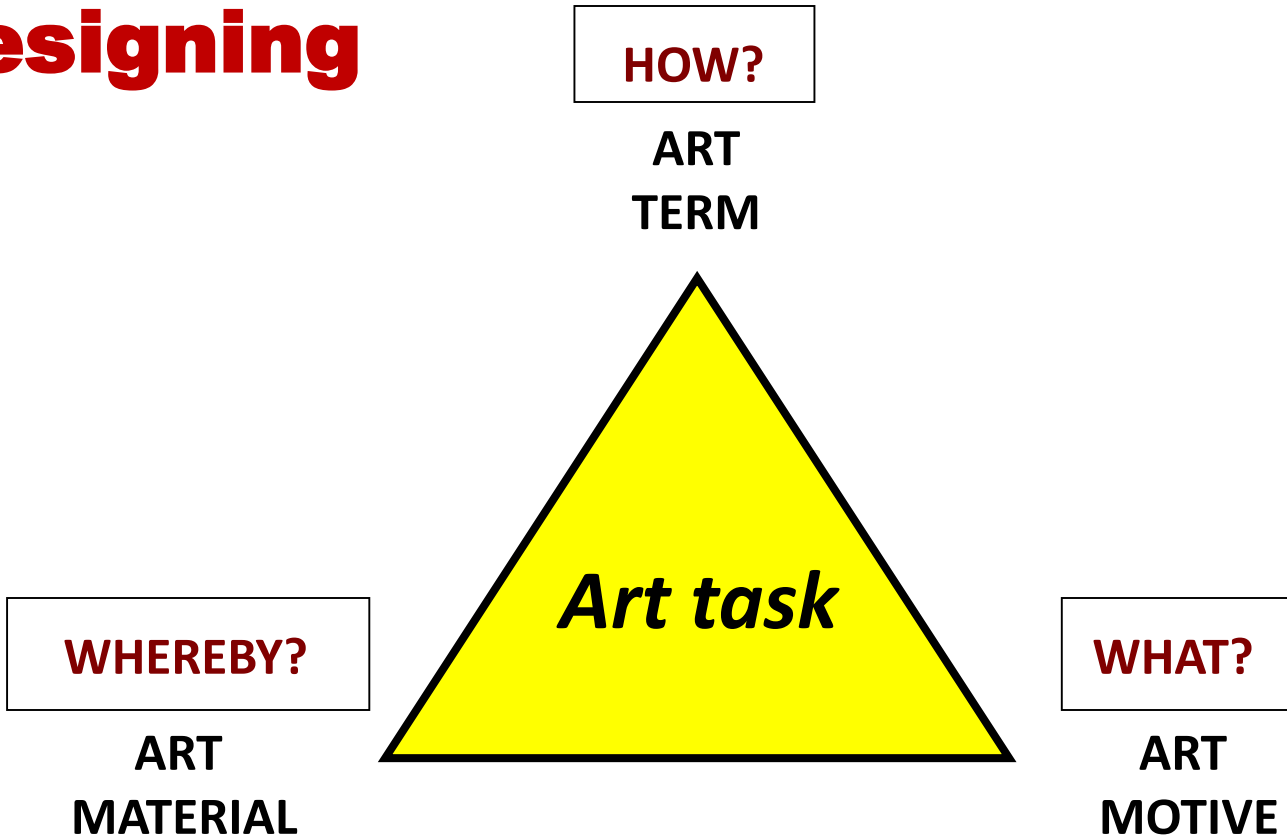 esigning
HOW?
ART
TERM
Art task
WHEREBY?
ART
MATERIAL
WHAT?
ART
MOTIVE